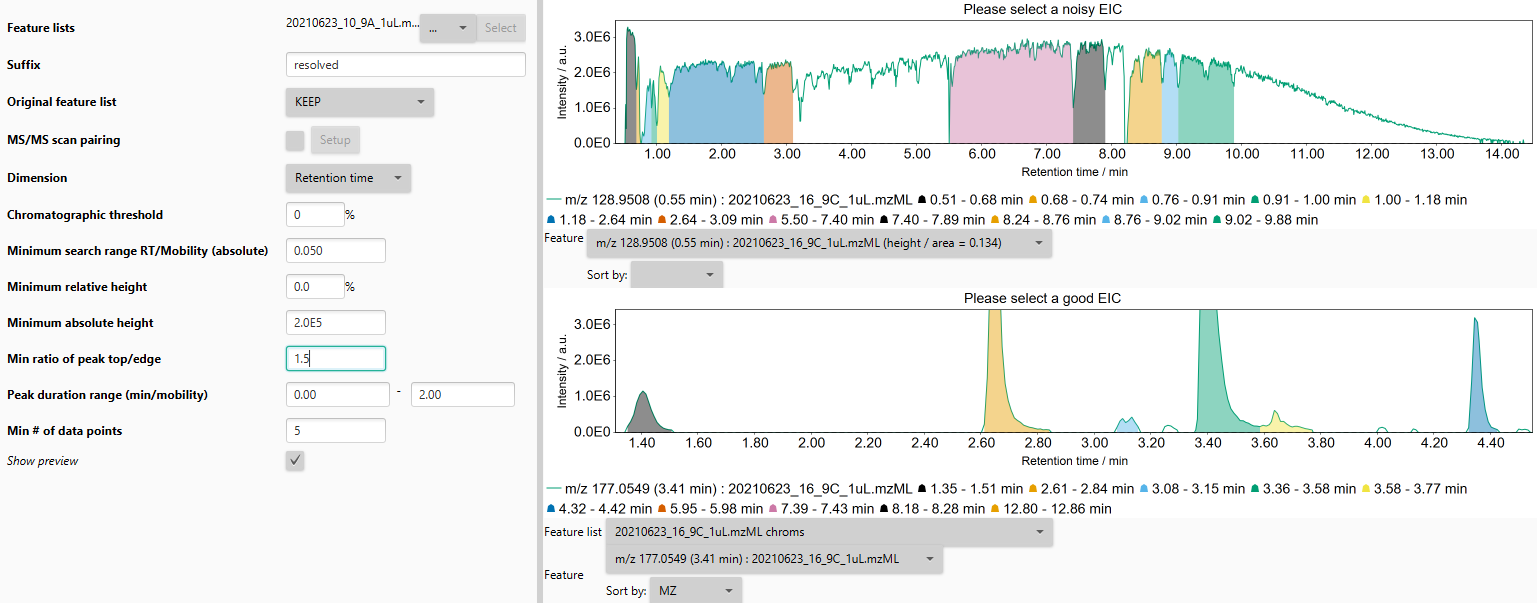 Feature lists 20210623_10_9A_1uL.m... ... Select
Suffix resolved
Original feature list KEEP
MS/MS scan pairing Setup
Dimension Retention time
Chromatographic threshold 0 %
Minimum search range RT/Mobility (absolute) 0.050
Minimum relative height 0.0 %
Minimum absolute height 2.0E5
Min ratio of peak top/edge 1.5
Peak duration range (min/mobility) 0.00 - 2.00
Min # of data points 5
Show preview
Please select a noisy EIC
Intensity / a.u.
3.0E6
2.0E6
1.0E6
0.0E0
1.00 2.00 3.00 4.00 5.00 6.00 7.00 8.00 9.00 10.00 11.00 12.00 13.00 14.00
Retention time / min
m/z 128.9508 (0.55 min) : 20210623_16_9C_1uL.mzML 0.51 - 0.68 min 0.68 - 0.74 min 0.76 - 0.91 min 0.91 - 1.00 min 1.00 - 1.18 min
1.18 - 2.64 min 2.64 - 3.09 min 5.50 - 7.40 min 7.40 - 7.89 min 8.24 - 8.76 min 8.76 - 9.02 min 9.02 - 9.88 min
Feature m/z 128.9508 (0.55 min) : 20210623_16_9C_1uL.mzML (height / area = 0.134)
Sort by:
Please select a good EIC
Intensity / a.u.
3.0E6
2.0E6
1.0E6
0.0E0
1.40 1.60 1.80 2.00 2.20 2.40 2.60 2.80 3.00 3.20 3.40 3.60 3.80 4.00 4.20 4.40
Retention time / min
m/z 177.0549 (3.41 min) : 20210623_16_9C_1uL.mzML 1.35 - 1.51 min 2.61 - 2.84 min 3.08 - 3.15 min 3.36 - 3.58 min 3.58 - 3.77 min
4.32 - 4.42 min 5.95 - 5.98 min 7.39 - 7.43 min 8.18 - 8.28 min 12.80 - 12.86 min
Feature list 20210623_16_9C_1uL.mzML chroms
m/z 177.0549 (3.41 min) : 20210623_16_9C_1uL.mzML
Feature
Sort by: MZ